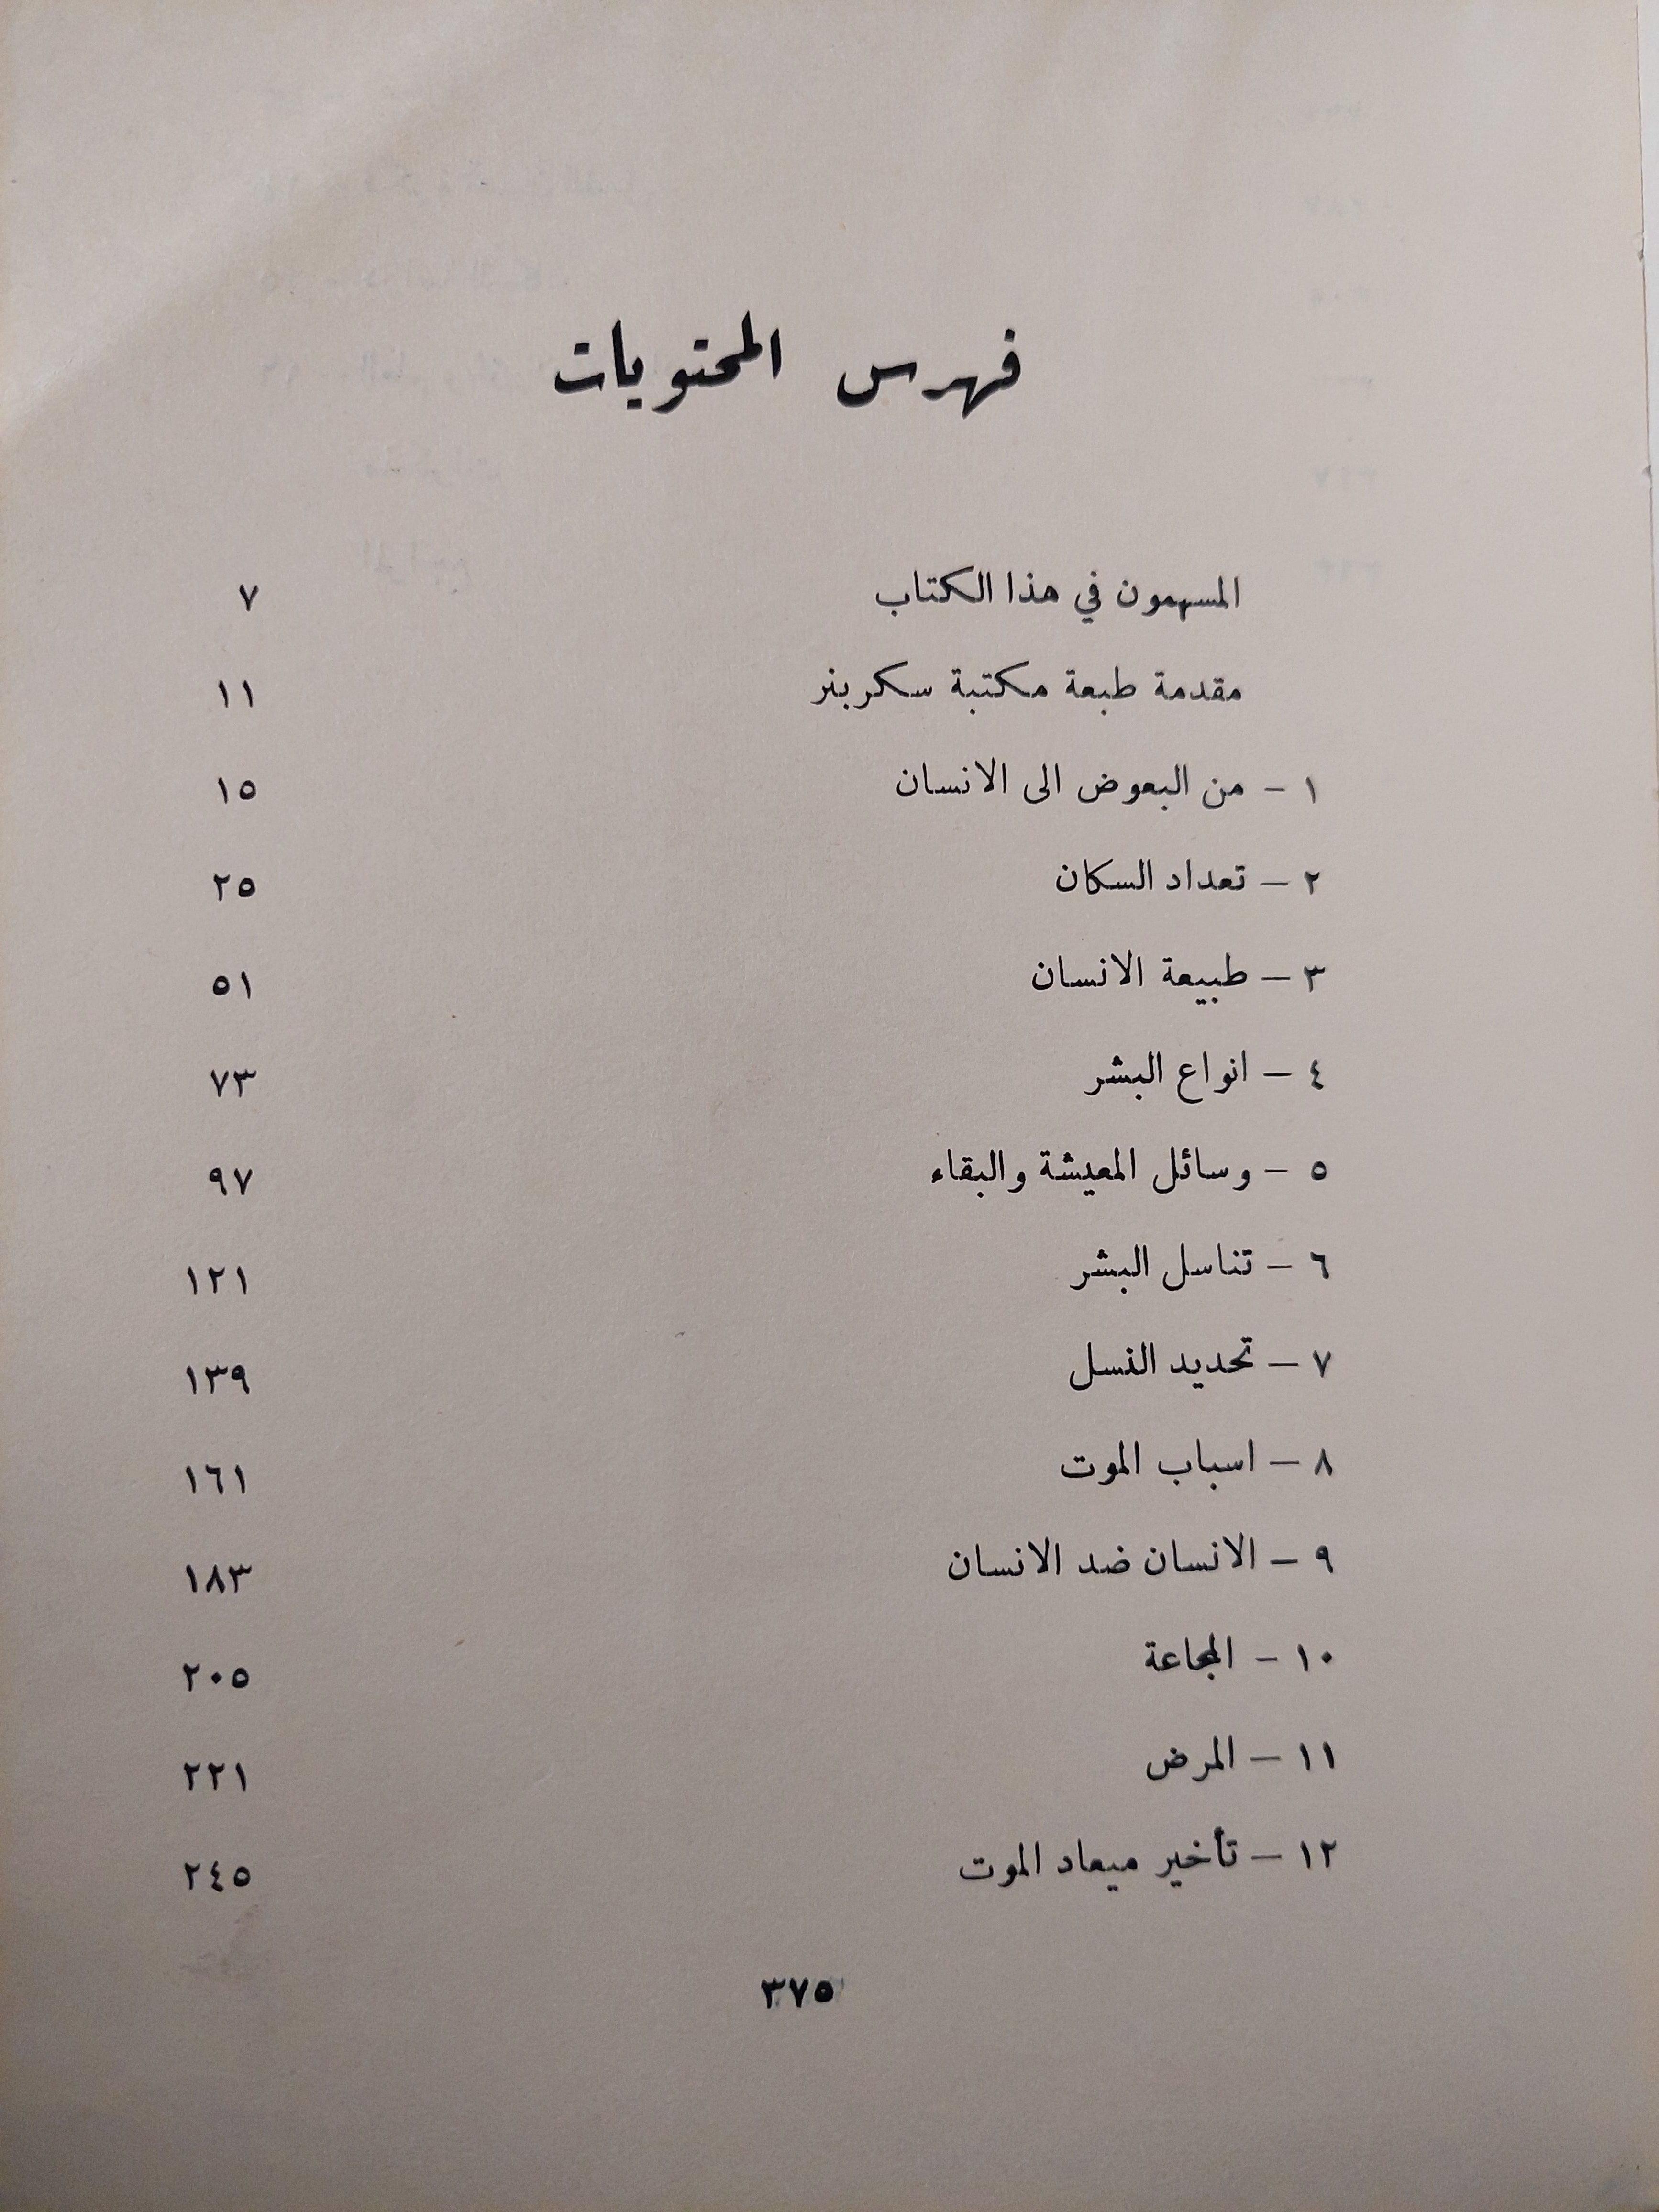 فهرس المحتويات
المسهمون في هذا الكتاب ٧
مقدمة طبعة مكتبة سكربنر ١١
١ – من البعوض الى الانسان ١٥
٢ – تعداد السكان ٢٥
٣ – طبيعة الانسان ٥١
٤ – انواع البشر ٧٣
٥ – وسائل المعيشة والبقاء ٩٧
٦ – تناسل البشر ١٢١
٧ – تحديد النسل ١٣٩
٨ – اسباب الموت ١٦١
٩ – الانسان ضد الانسان ١٨٣
١٠ – المجاعة ٢٠٥
١١ – المرض ٢٢١
١٢ – تأخير ميعاد الموت ٢٤٥
٣٧٥